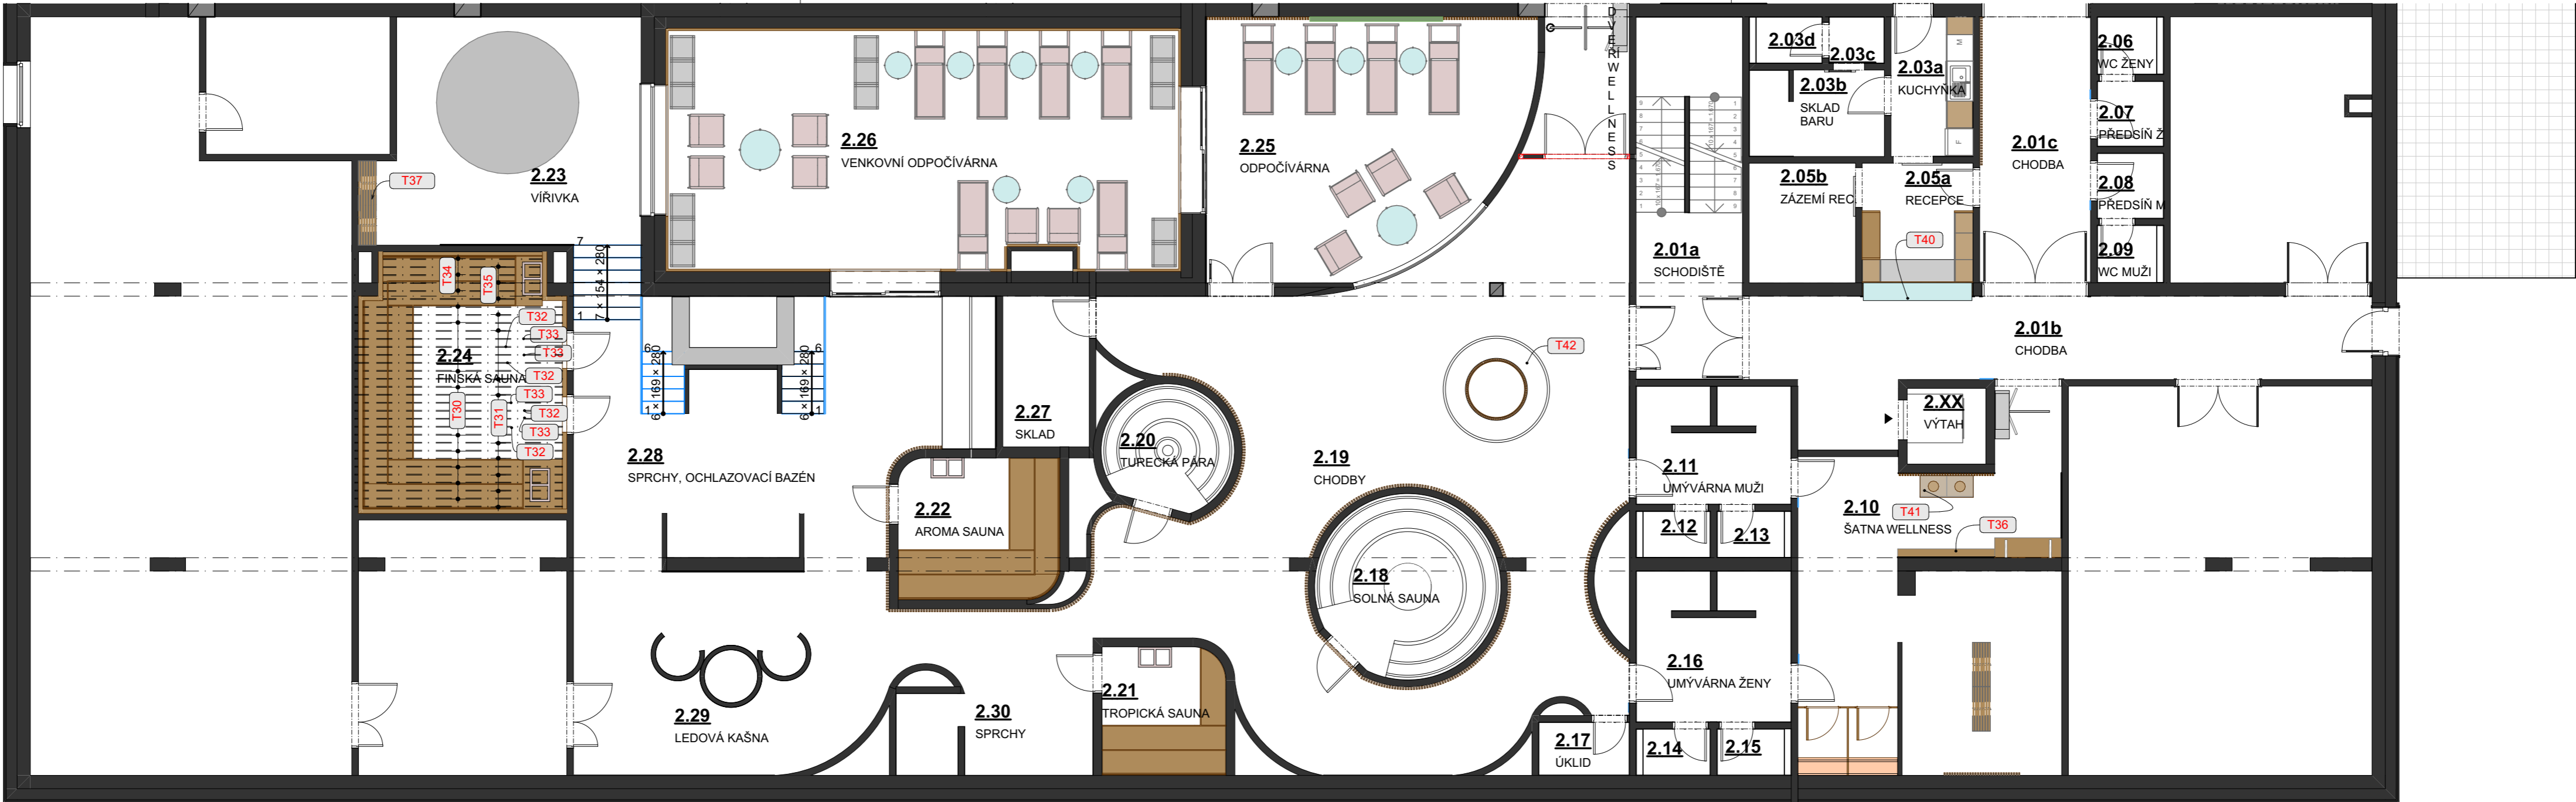 2.23
VÍŘIVKA
T37
7
7 × 154 × 280
1
T34
T35
2.24
FINSKÁ SAUNA
T32
T33
T33
T32
T33
T32
T33
T32
T30
T31
2.26
VENKOVNÍ ODPOČÍVÁRNA
2.25
ODPOČÍVÁRNA
DVEŘI WELLNESS
2.01a
SCHODIŠTĚ
2.03d
2.03c
2.03b
SKLAD
BARU
2.03a
KUCHYŇKA
M
F
2.05b
ZÁZEMÍ REC.
2.05a
RECEPCE
T40
2.01c
CHODBA
2.06
WC ŽENY
2.07
PŘEDSÍŇ Ž
2.08
PŘEDSÍŇ M
2.09
WC MUŽI
2.01b
CHODBA
6
6 × 169 × 280
1
6
6 × 169 × 280
1
2.28
SPRCHY, OCHLAZOVACÍ BAZÉN
2.27
SKLAD
2.20
TURECKÁ PÁRA
2.22
AROMA SAUNA
2.19
CHODBY
T42
2.18
SOLNÁ SAUNA
2.11
UMÝVÁRNA MUŽI
2.12
2.13
2.XX
VÝTAH
2.10
ŠATNA WELLNESS
T41
T36
2.16
UMÝVÁRNA ŽENY
2.14
2.15
2.17
ÚKLID
2.21
TROPICKÁ SAUNA
2.30
SPRCHY
2.29
LEDOVÁ KAŠNA